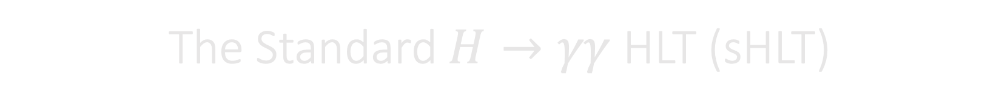 The Standard H → γγ HLT (sHLT)